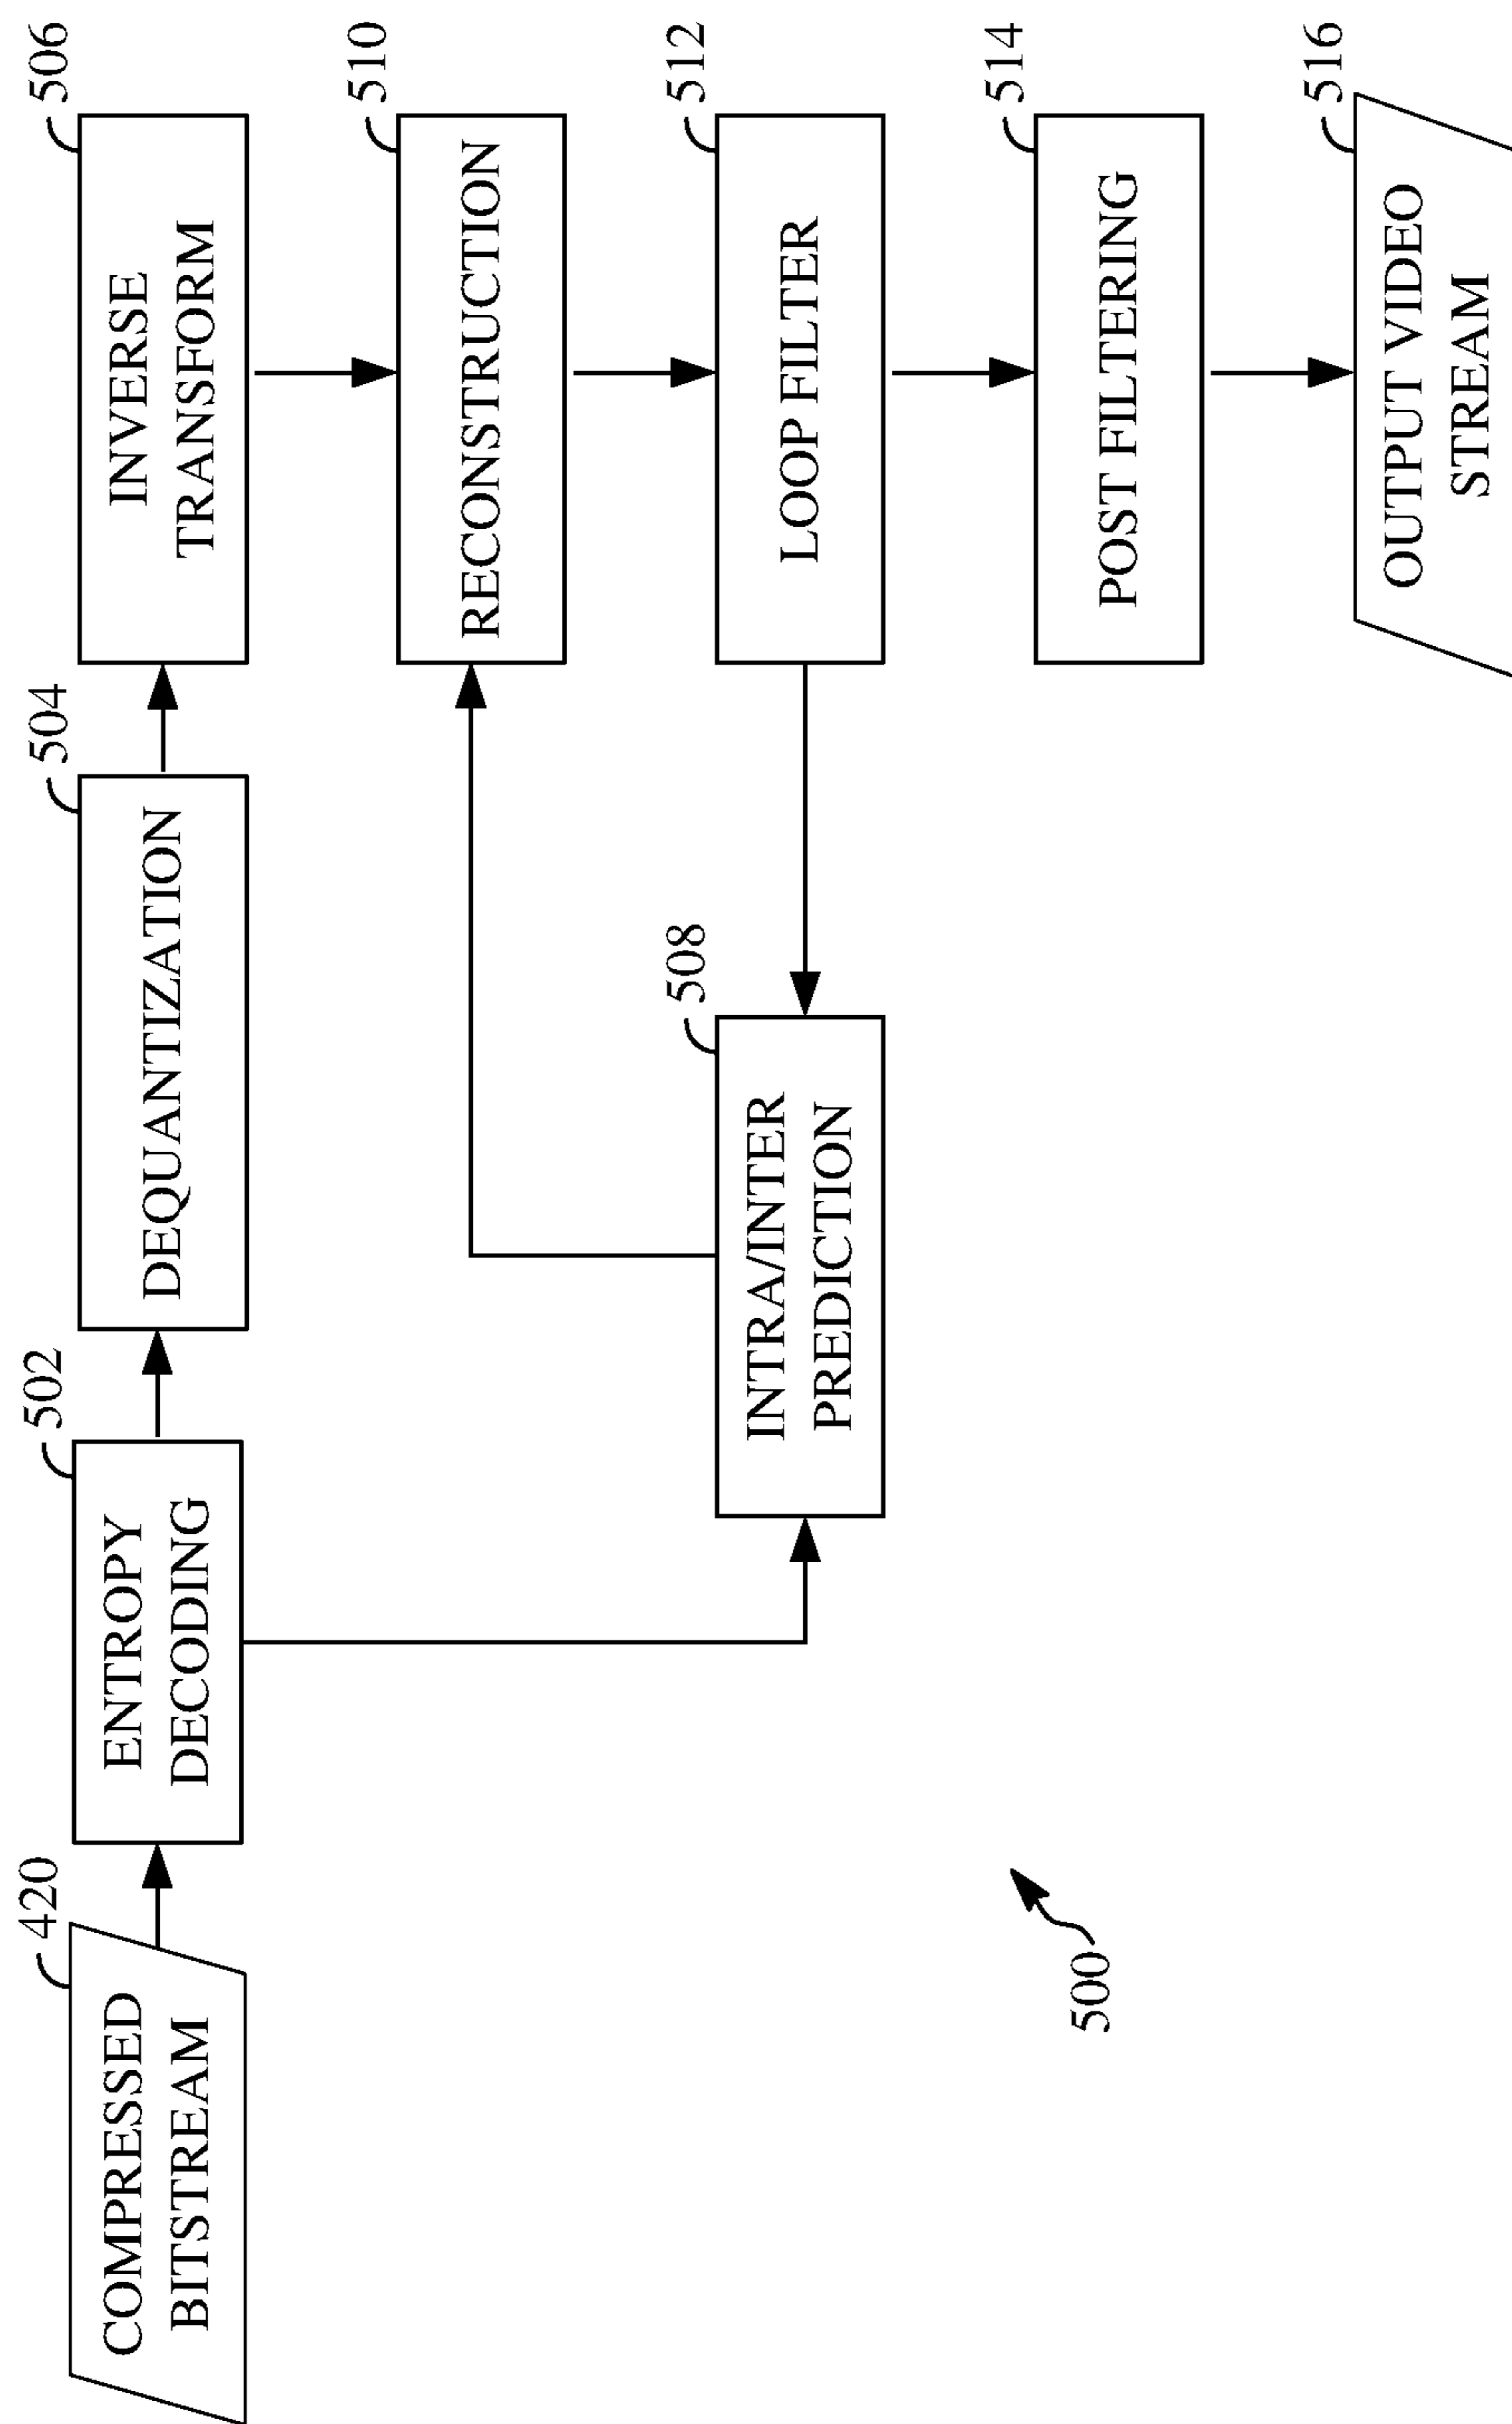 420
COMPRESSED
BITSTREAM
502
ENTROPY
DECODING
504
DEQUANTIZATION
506
INVERSE
TRANSFORM
510
RECONSTRUCTION
508
INTRA/INTER
PREDICTION
512
LOOP FILTER
514
POST FILTERING
500
516
OUTPUT VIDEO
STREAM